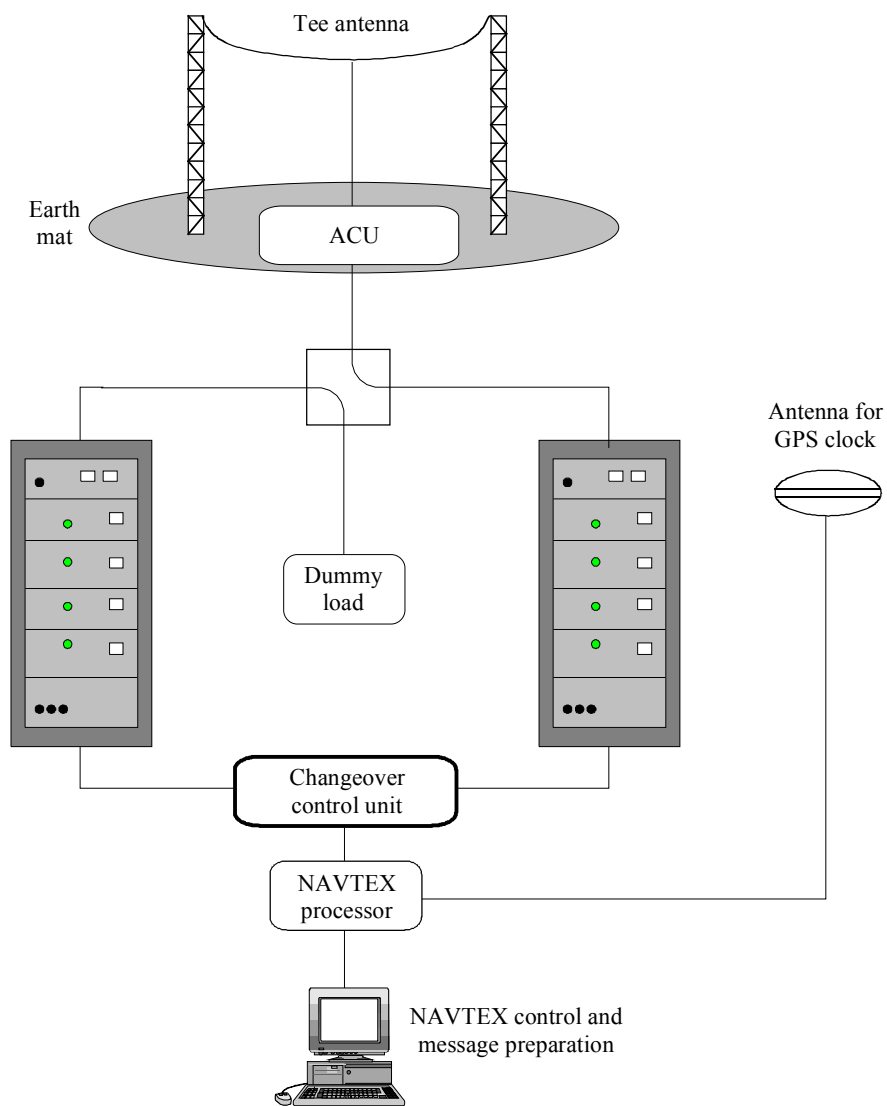 Tee antenna
Earth
mat
ACU
Antenna for
GPS clock
Dummy
load
Changeover
control unit
NAVTEX
processor
NAVTEX control and
message preparation